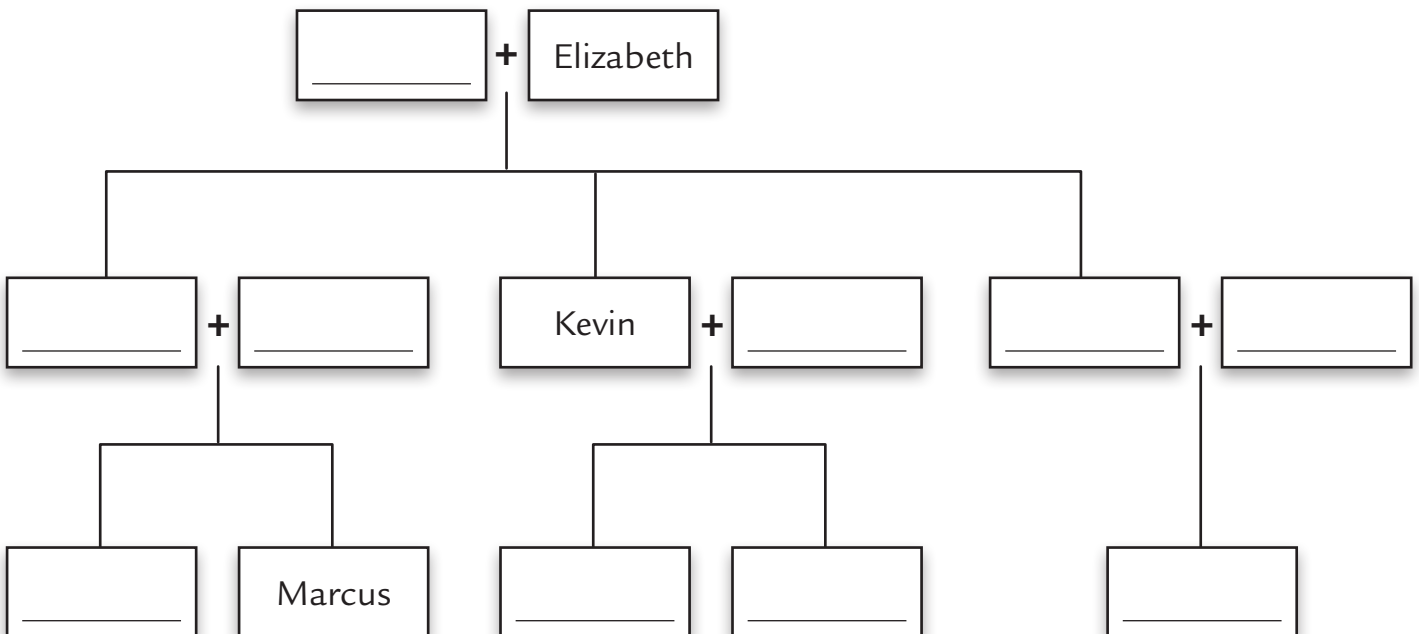 + Elizabeth
+ Kevin + +
Marcus